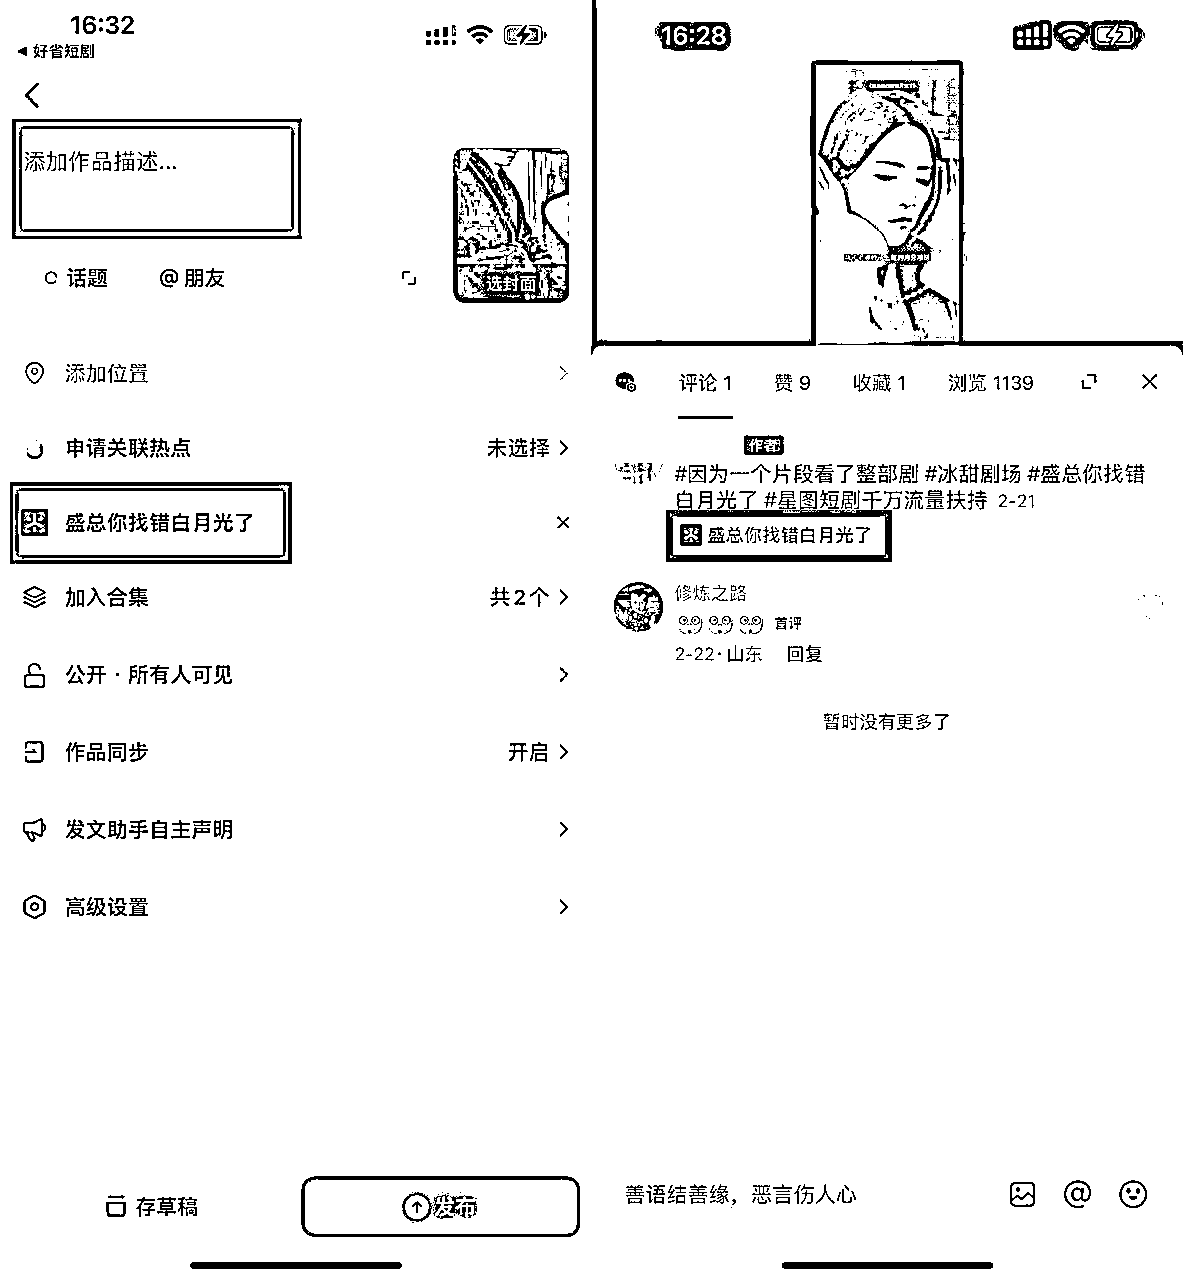 16:32
◀ 好省短剧
添加作品描述...
话题
@ 朋友
选封面
添加位置
申请关联热点
未选择
盛总你找错白月光了
加入合集
共2个
公开 · 所有人可见
作品同步
开启
发文助手自主声明
高级设置
存草稿
发布
16:28
评论 1
赞 9
收藏 1
浏览 1139
作者
#因为一个片段看了整部剧 #冰甜剧场 #盛总你找错
白月光了 #星图短剧千万流量扶持 2-21
盛总你找错白月光了
修炼之路
首评
2-22 · 山东
回复
暂时没有更多了
善语结善缘，恶言伤人心